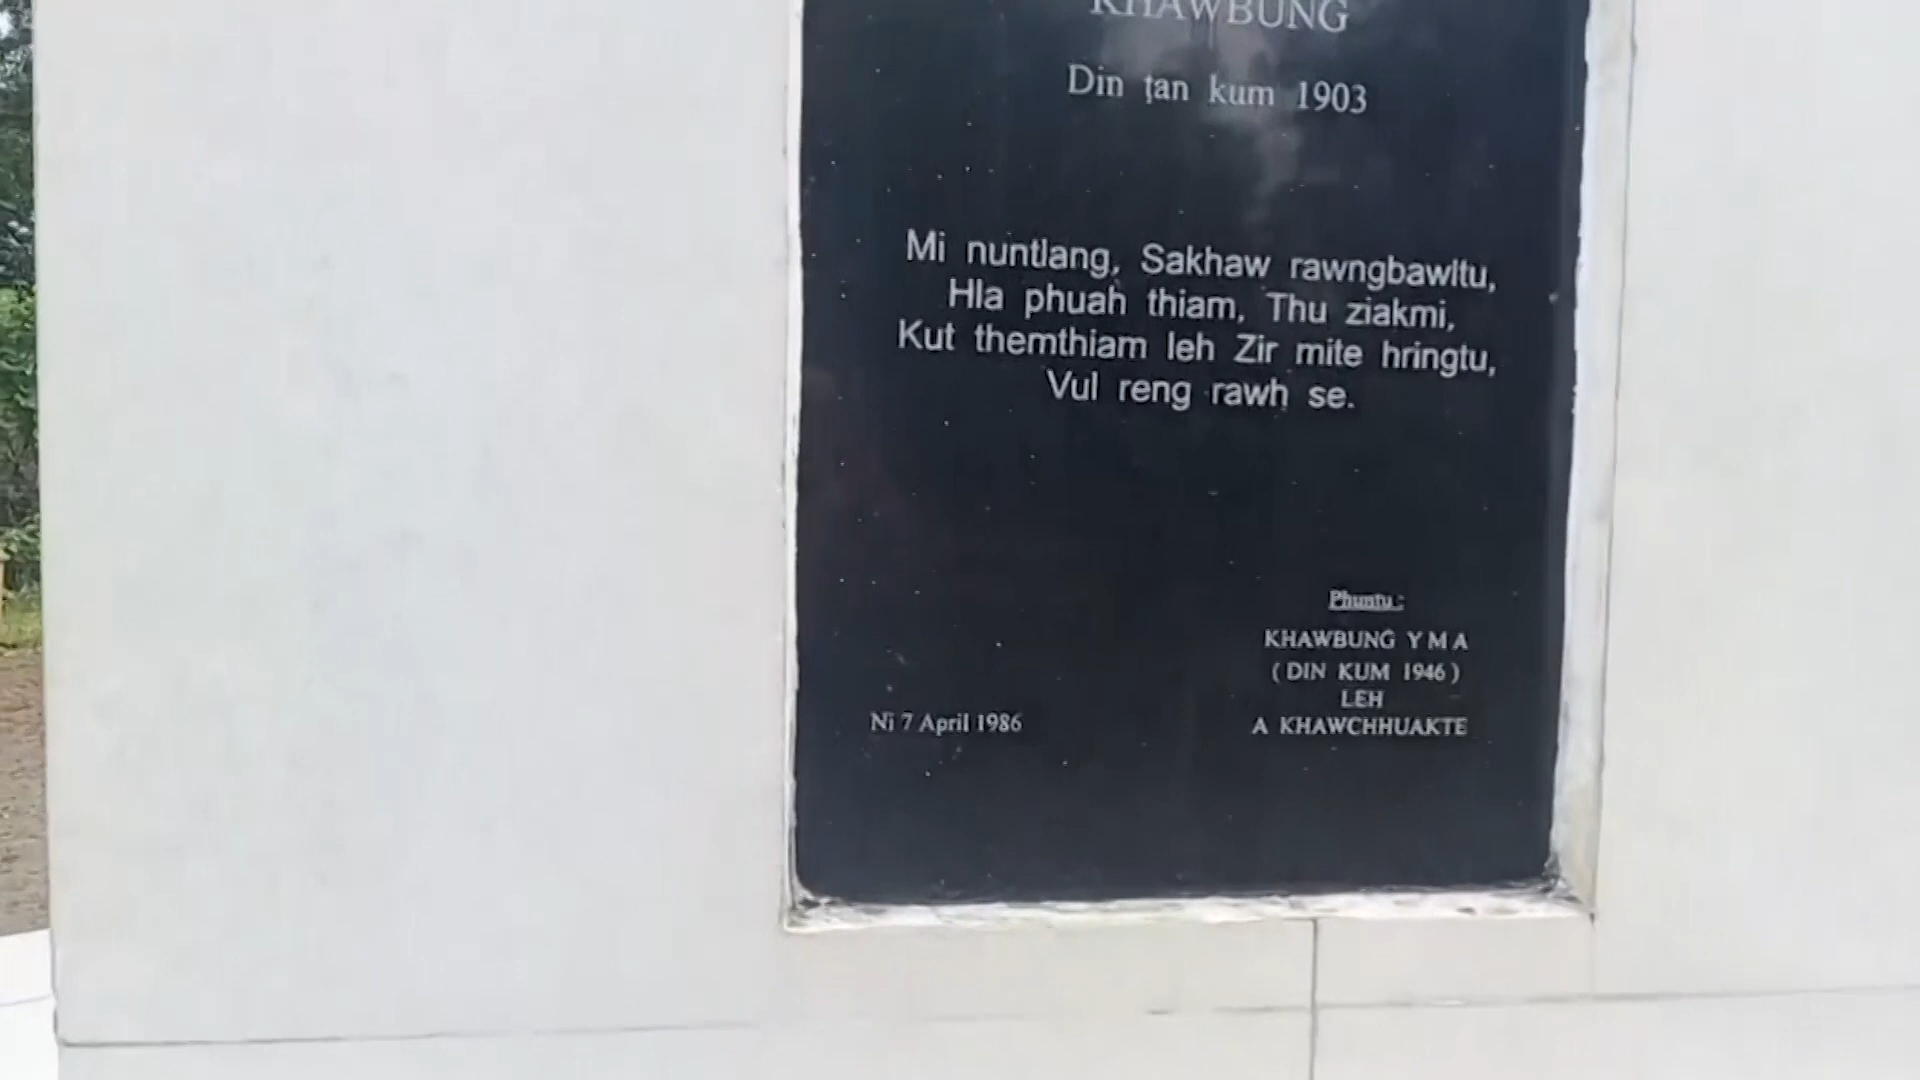 KHAWBUNG
Din ṭan kum 1903
Mi nuntlang, Sakhaw rawngbawltu,
Hla phuah thiam, Thu ziakmi,
Kut themthiam leh Zir mite hringtu,
Vul reng rawh se.
Phuntu :
KHAWBUNG Y M A
( DIN KUM 1946 )
LEH
A KHAWCHHUAKTE
Ni 7 April 1986